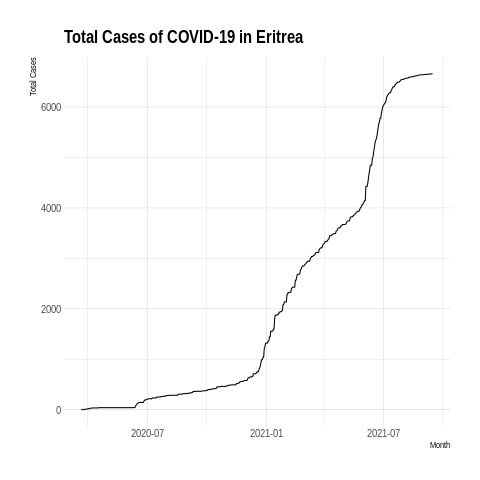 Total Cases of COVID-19 in Eritrea
Total Cases
6000
4000
2000
0
2020-07 2021-01 2021-07
Month